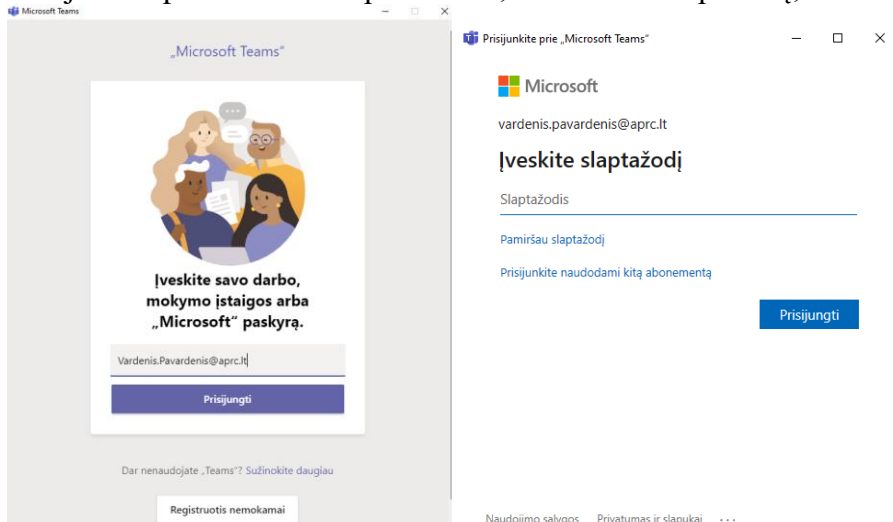 Microsoft Teams
„Microsoft Teams“
Įveskite savo darbo,
mokymo įstaigos arba
„Microsoft“ paskyrą.
Vardenis.Pavardenis@aprc.lt
Prisijungti
Dar nenaudojate „Teams“? Sužinokite daugiau
Registruotis nemokamai
Prisijunkite prie „Microsoft Teams“
Microsoft
vardenis.pavardenis@aprc.lt
Įveskite slaptažodį
Slaptažodis
Pamiršau slaptažodį
Prisijunkite naudodami kitą abonementą
Prisijungti
Naudojimo sąlygos Privatumas ir slapukai ...